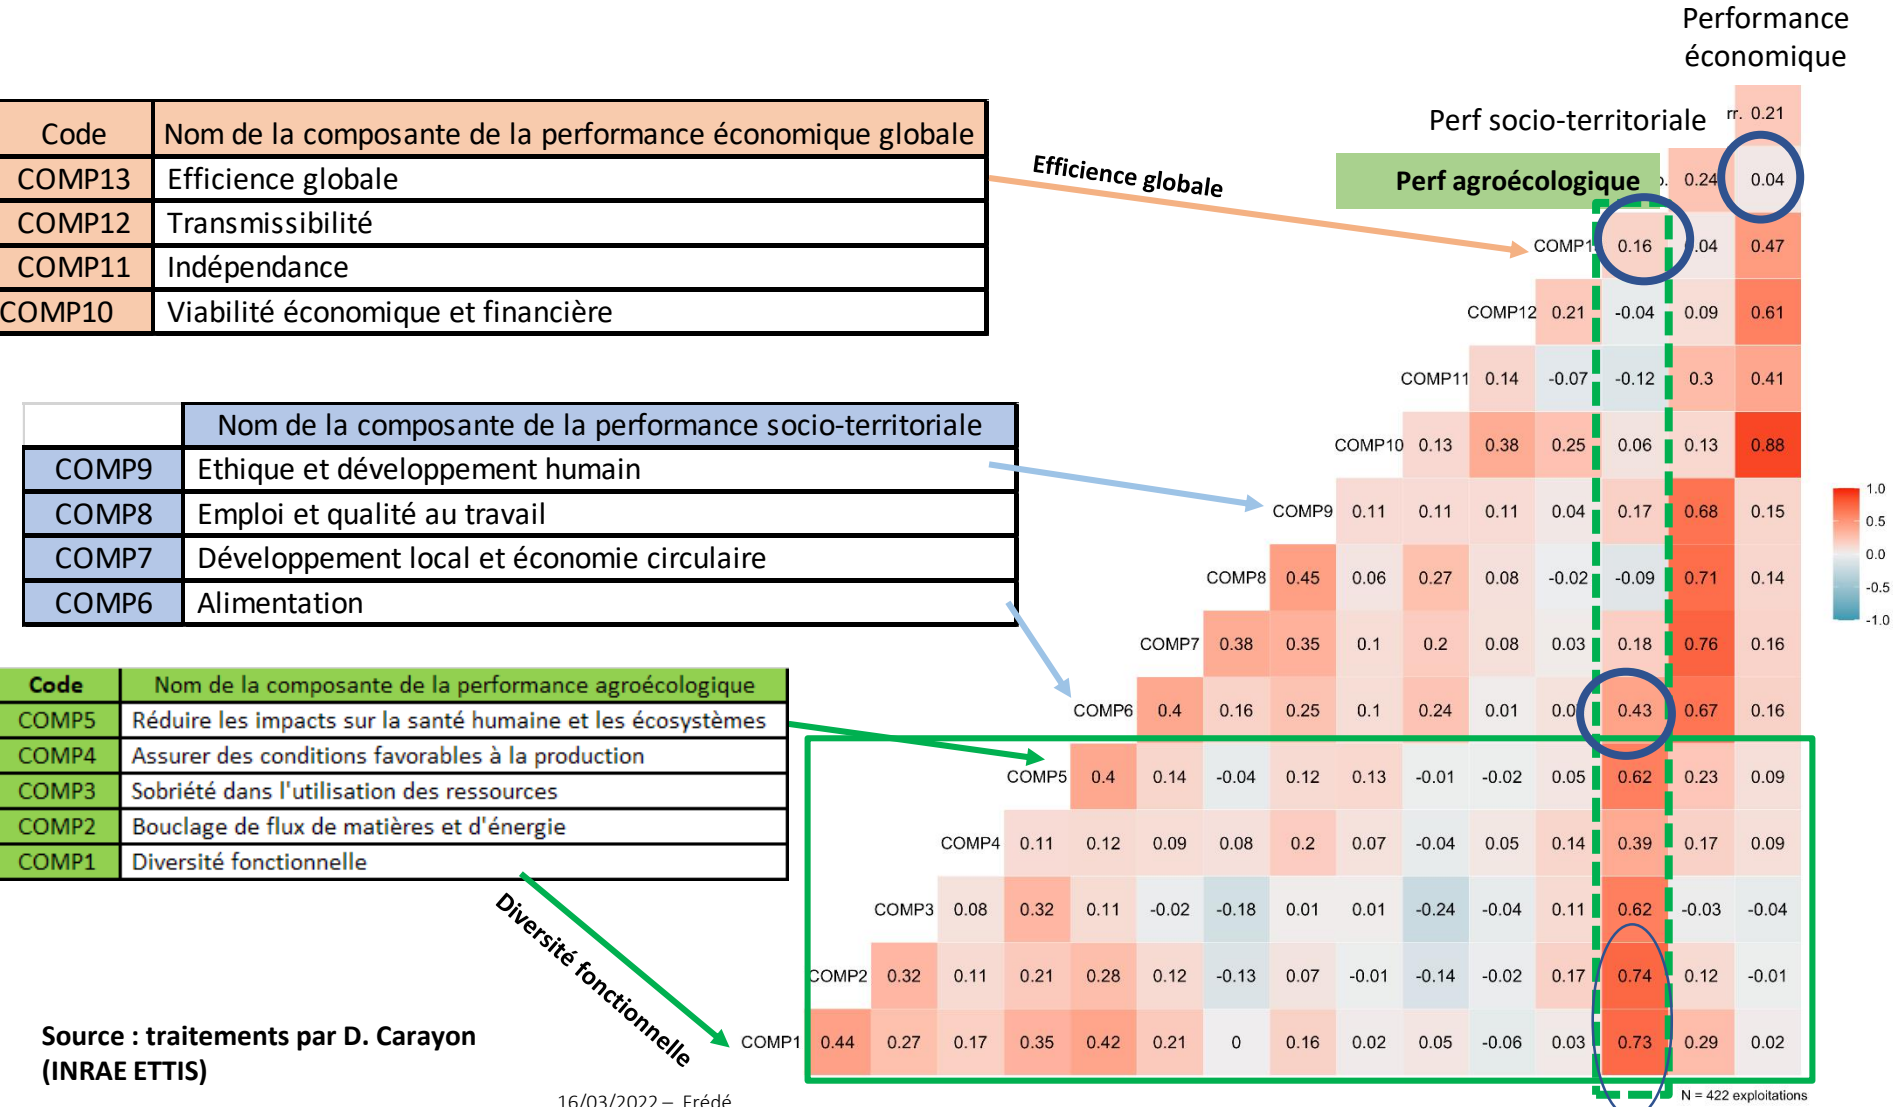 Performance
économique
Perf socio-territoriale
rr. 0.21
Code Nom de la composante de la performance économique globale
COMP13 Efficience globale
COMP12 Transmissibilité
COMP11 Indépendance
COMP10 Viabilité économique et financière
Efficience globale
Perf agroécologique 0.24 0.04
COMP1 0.16 .04 0.47
COMP12 0.21 -0.04 0.09 0.61
COMP11 0.14 -0.07 -0.12 0.3 0.41
COMP10 0.13 0.38 0.25 0.06 0.13 0.88
Nom de la composante de la performance socio-territoriale
COMP9 Ethique et développement humain
COMP8 Emploi et qualité au travail
COMP7 Développement local et économie circulaire
COMP6 Alimentation
COMP9 0.11 0.11 0.11 0.04 0.17 0.68 0.15
COMP8 0.45 0.06 0.27 0.08 -0.02 -0.09 0.71 0.14
COMP7 0.38 0.35 0.1 0.2 0.08 0.03 0.18 0.76 0.16
COMP6 0.4 0.16 0.25 0.1 0.24 0.01 0.43 0.67 0.16
1.0
0.5
0.0
-0.5
-1.0
Code Nom de la composante de la performance agroécologique
COMP5 Réduire les impacts sur la santé humaine et les écosystèmes
COMP4 Assurer des conditions favorables à la production
COMP3 Sobriété dans l'utilisation des ressources
COMP2 Bouclage de flux de matières et d'énergie
COMP1 Diversité fonctionnelle
Diversité fonctionnelle
COMP5 0.4 0.14 -0.04 0.12 0.13 -0.01 -0.02 0.05 0.62 0.23 0.09
COMP4 0.11 0.12 0.09 0.08 0.2 0.07 -0.04 0.05 0.14 0.39 0.17 0.09
COMP3 0.08 0.32 0.11 -0.02 -0.18 0.01 0.01 -0.24 -0.04 0.11 0.62 -0.03 -0.04
COMP2 0.32 0.11 0.21 0.28 0.12 -0.13 0.07 -0.01 -0.14 -0.02 0.17 0.74 0.12 -0.01
COMP1 0.44 0.27 0.17 0.35 0.42 0.21 0 0.16 0.02 0.05 -0.06 0.03 0.73 0.29 0.02
N = 422 exploitations
Source : traitements par D. Carayon
(INRAE ETTIS)
16/03/2022 – Frédé